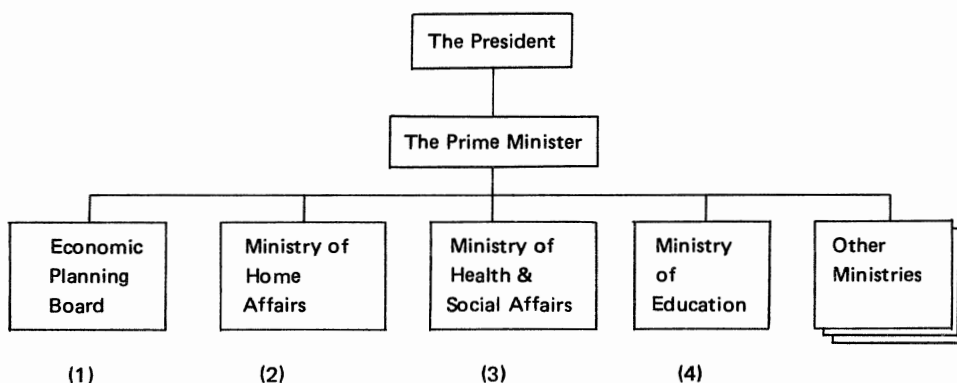 The President
The Prime Minister
Economic
Planning
Board
Ministry of
Home
Affairs
Ministry of
Health &
Social Affairs
Ministry
of
Education
Other
Ministries
(1)
(2)
(3)
(4)